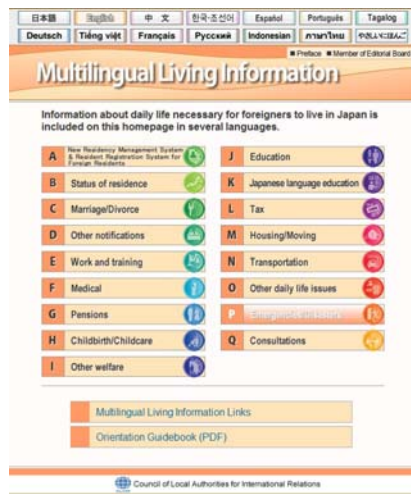 日本語 English 中 文 한국·조선어 Español Português Tagalog
Deutsch Tiếng việt Français Русский Indonesian ภาษาไทย やさしいにほんご
■ Preface ■ Member of Editorial Board
Multilingual Living Information
Information about daily life necessary for foreigners to live in Japan is
included on this homepage in several languages.
A New Residency Management System
& Resident Registration System for
Foreign Residents
B Status of residence
C Marriage/Divorce
D Other notifications
E Work and training
F Medical
G Pensions
H Childbirth/Childcare
I Other welfare
J Education
K Japanese language education
L Tax
M Housing/Moving
N Transportation
O Other daily life issues
P Emergencies/Disasters
Q Consultations
Multilingual Living Information Links
Orientation Guidebook (PDF)
Council of Local Authorities for International Relations